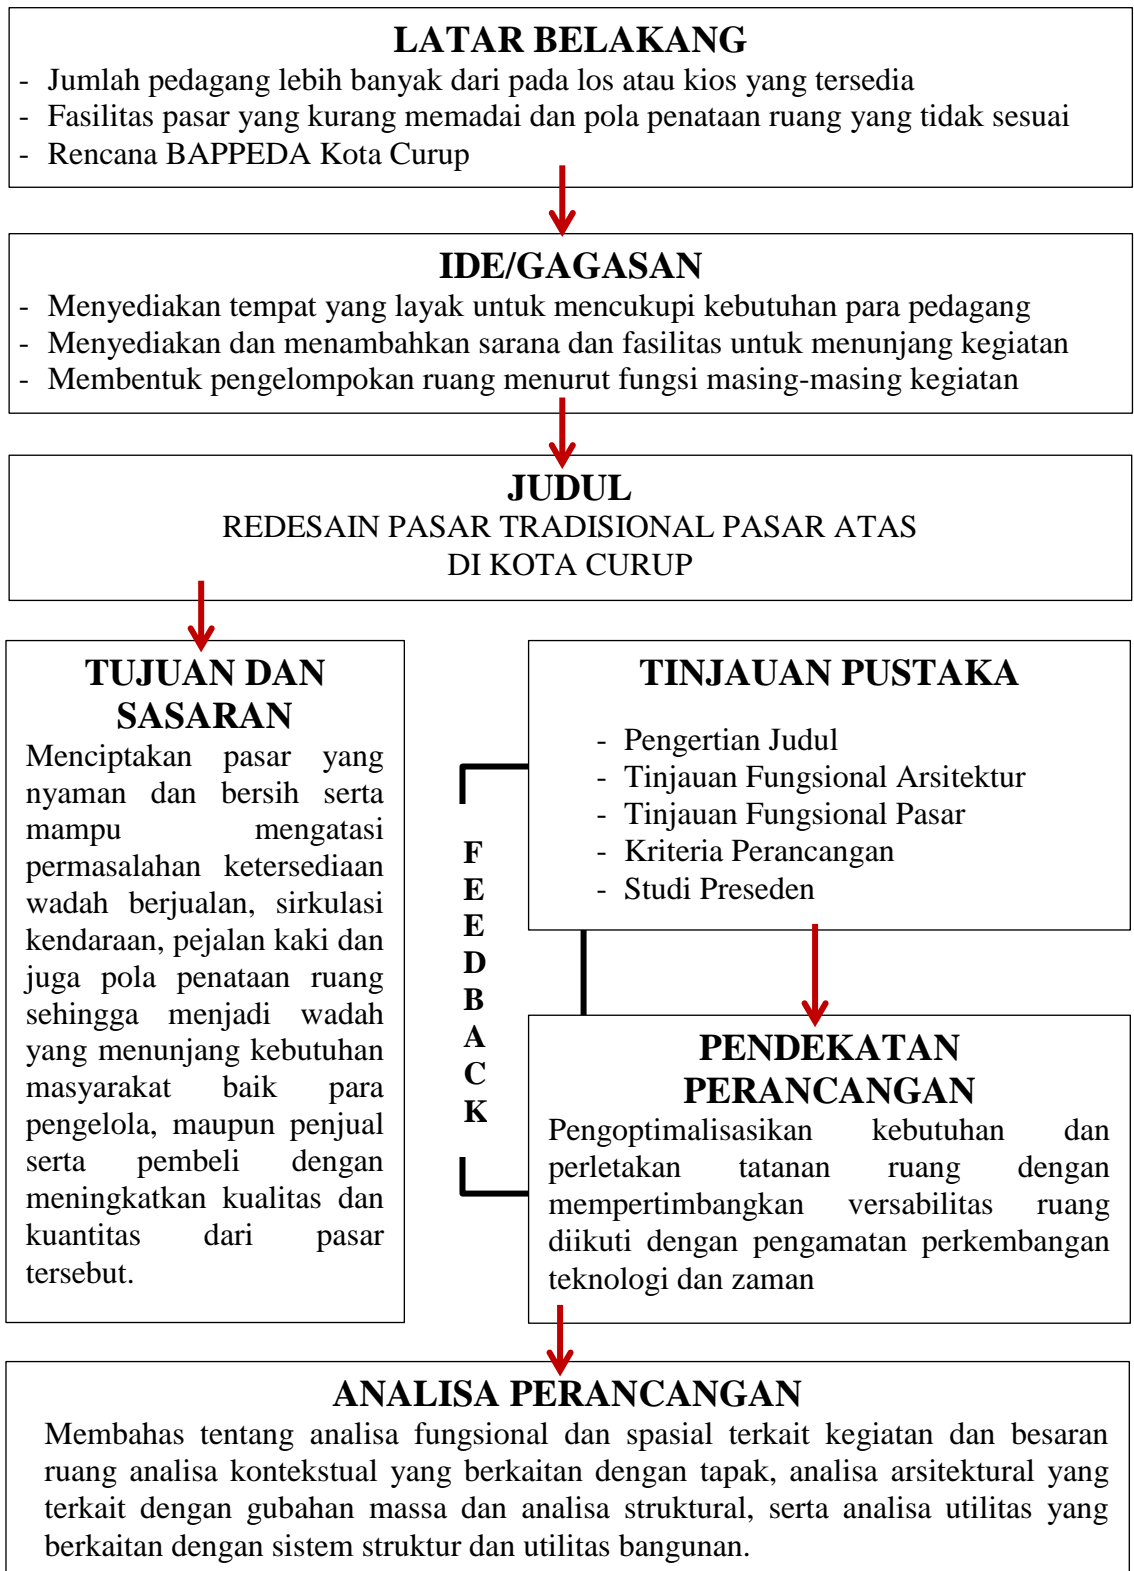 LATAR BELAKANG
- Jumlah pedagang lebih banyak dari pada los atau kios yang tersedia
- Fasilitas pasar yang kurang memadai dan pola penataan ruang yang tidak sesuai
- Rencana BAPPEDA Kota Curup
IDE/GAGASAN
- Menyediakan tempat yang layak untuk mencukupi kebutuhan para pedagang
- Menyediakan dan menambahkan sarana dan fasilitas untuk menunjang kegiatan
- Membentuk pengelompokan ruang menurut fungsi masing-masing kegiatan
JUDUL
REDESAIN PASAR TRADISIONAL PASAR ATAS
DI KOTA CURUP
TUJUAN DAN
SASARAN
Menciptakan pasar yang
nyaman dan bersih serta
mampu mengatasi
permasalahan ketersediaan
wadah berjualan, sirkulasi
kendaraan, pejalan kaki dan
juga pola penataan ruang
sehingga menjadi wadah
yang menunjang kebutuhan
masyarakat baik para
pengelola, maupun penjual
serta pembeli dengan
meningkatkan kualitas dan
kuantitas dari pasar
tersebut.
F
E
E
D
B
A
C
K
TINJAUAN PUSTAKA
- Pengertian Judul
- Tinjauan Fungsional Arsitektur
- Tinjauan Fungsional Pasar
- Kriteria Perancangan
- Studi Preseden
PENDEKATAN
PERANCANGAN
Pengoptimalisasikan kebutuhan dan
perletakan tatanan ruang dengan
mempertimbangkan versabilitas ruang
diikuti dengan pengamatan perkembangan
teknologi dan zaman
ANALISA PERANCANGAN
Membahas tentang analisa fungsional dan spasial terkait kegiatan dan besaran
ruang analisa kontekstual yang berkaitan dengan tapak, analisa arsitektural yang
terkait dengan gubahan massa dan analisa struktural, serta analisa utilitas yang
berkaitan dengan sistem struktur dan utilitas bangunan.